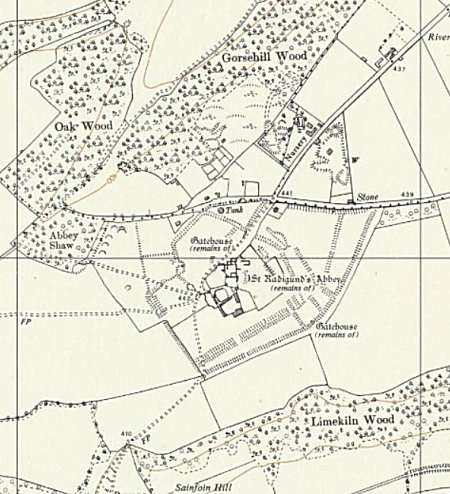 River
Gorsehill Wood
437
Oak Wood
Nursery
W
441
Stone
439
Tank
Abbey
Shaw
Gatehouse
(remains of)
St Radigund's Abbey
(remains of)
FP
Gatehouse
(remains of)
Limekiln Wood
410
Sainfoin Hill